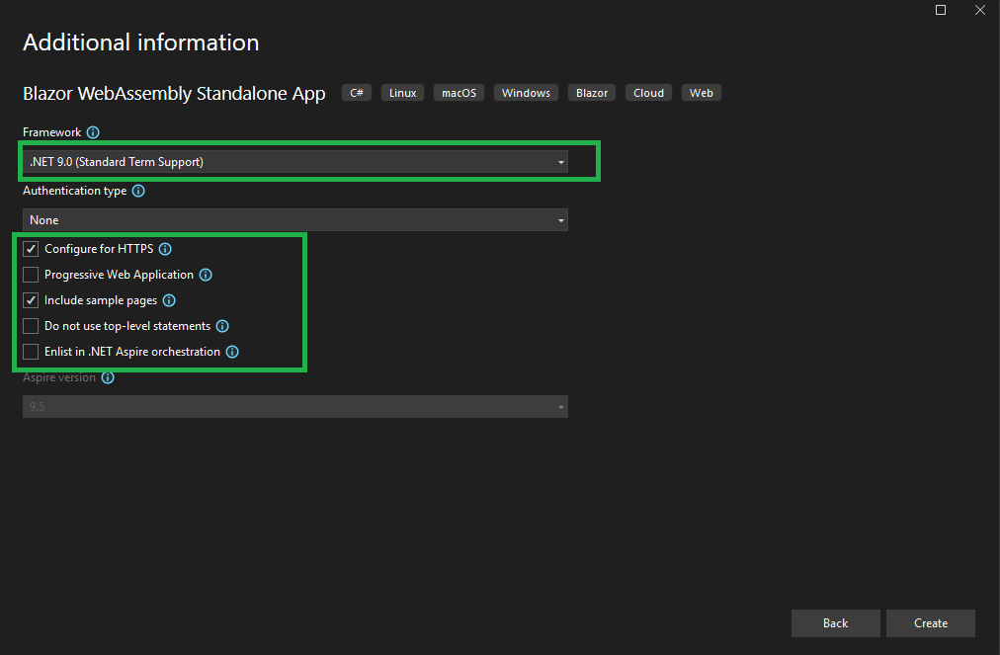 Additional information
Blazor WebAssembly Standalone App C# Linux macOS Windows Blazor Cloud Web
Framework
.NET 9.0 (Standard Term Support)
Authentication type
None
Configure for HTTPS
Progressive Web Application
Include sample pages
Do not use top-level statements
Enlist in .NET Aspire orchestration
Aspire version
9.5
Back Create